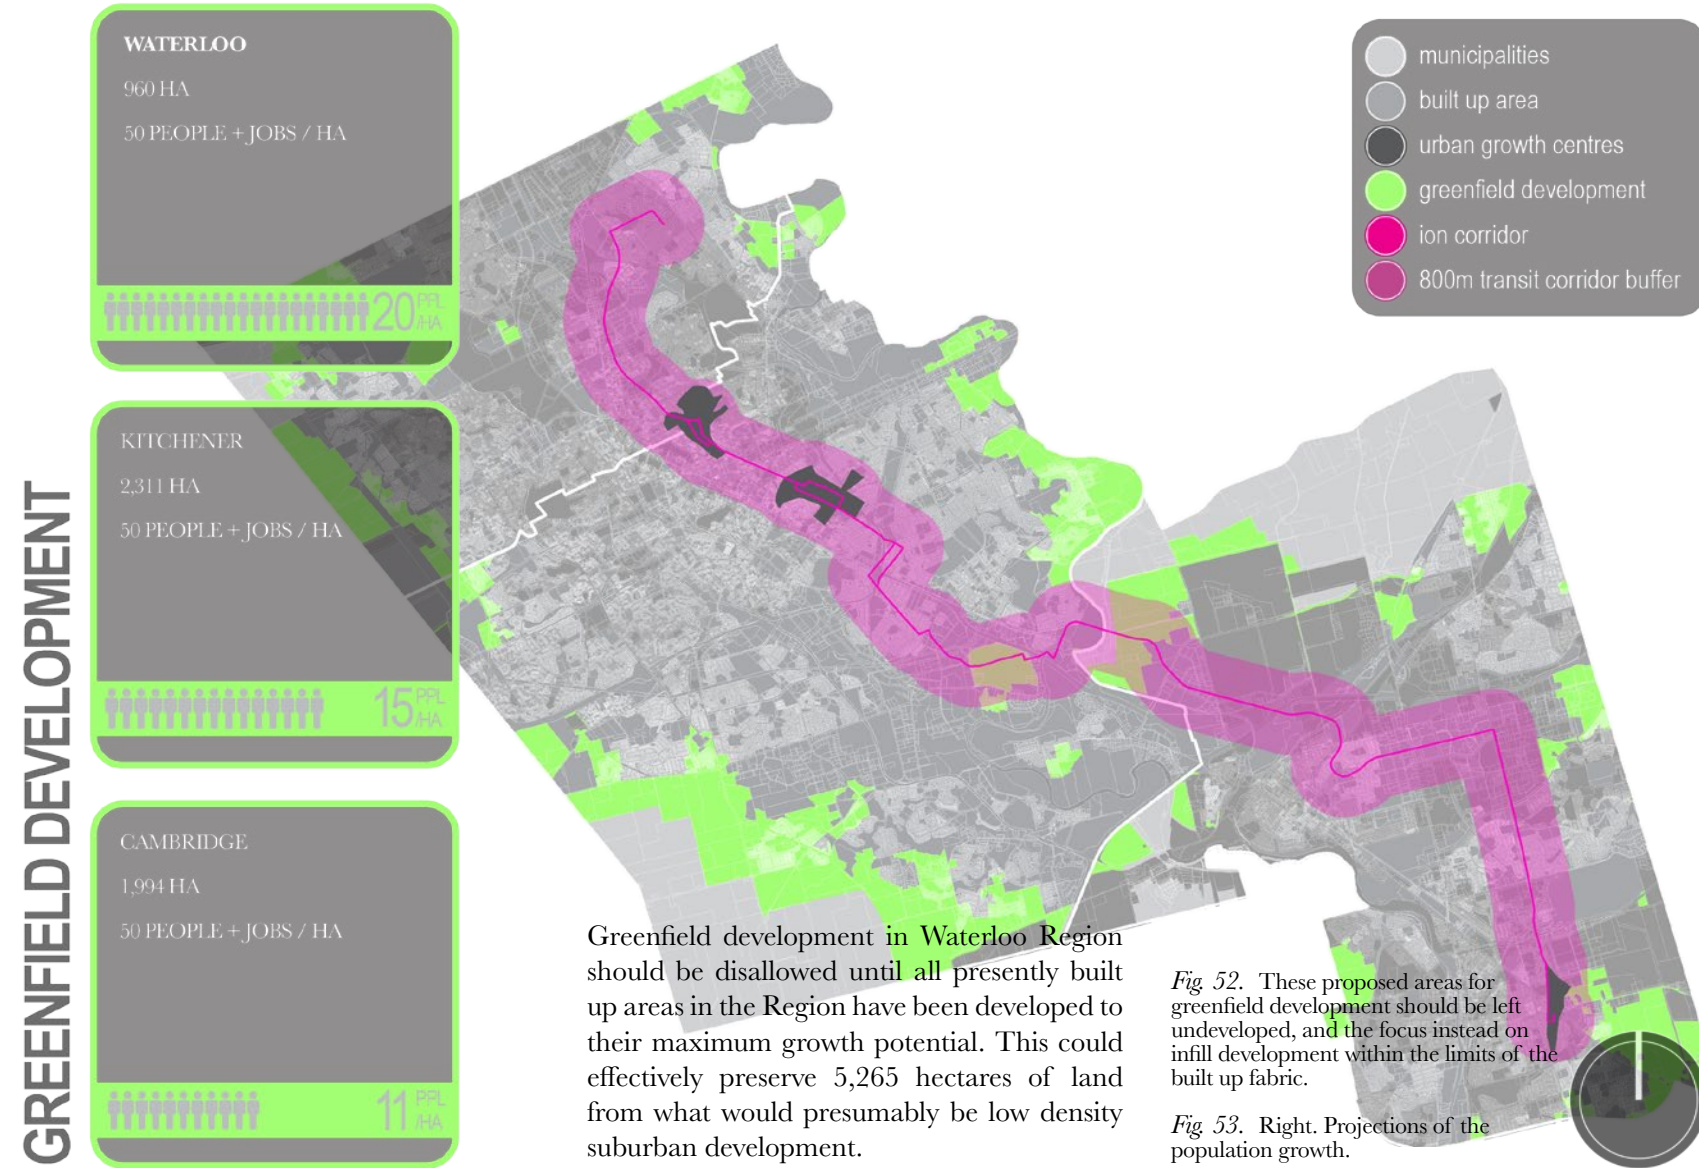 GREENFIELD DEVELOPMENT
WATERLOO
960 HA
50 PEOPLE + JOBS / HA
20 PPL /HA
KITCHENER
2,311 HA
50 PEOPLE + JOBS / HA
15 PPL /HA
CAMBRIDGE
1,994 HA
50 PEOPLE + JOBS / HA
11 PPL /HA
municipalities
built up area
urban growth centres
greenfield development
ion corridor
800m transit corridor buffer
Greenfield development in Waterloo Region
should be disallowed until all presently built
up areas in the Region have been developed to
their maximum growth potential. This could
effectively preserve 5,265 hectares of land
from what would presumably be low density
suburban development.
Fig. 52. These proposed areas for
greenfield development should be left
undeveloped, and the focus instead on
infill development within the limits of the
built up fabric.
Fig. 53. Right. Projections of the
population growth.